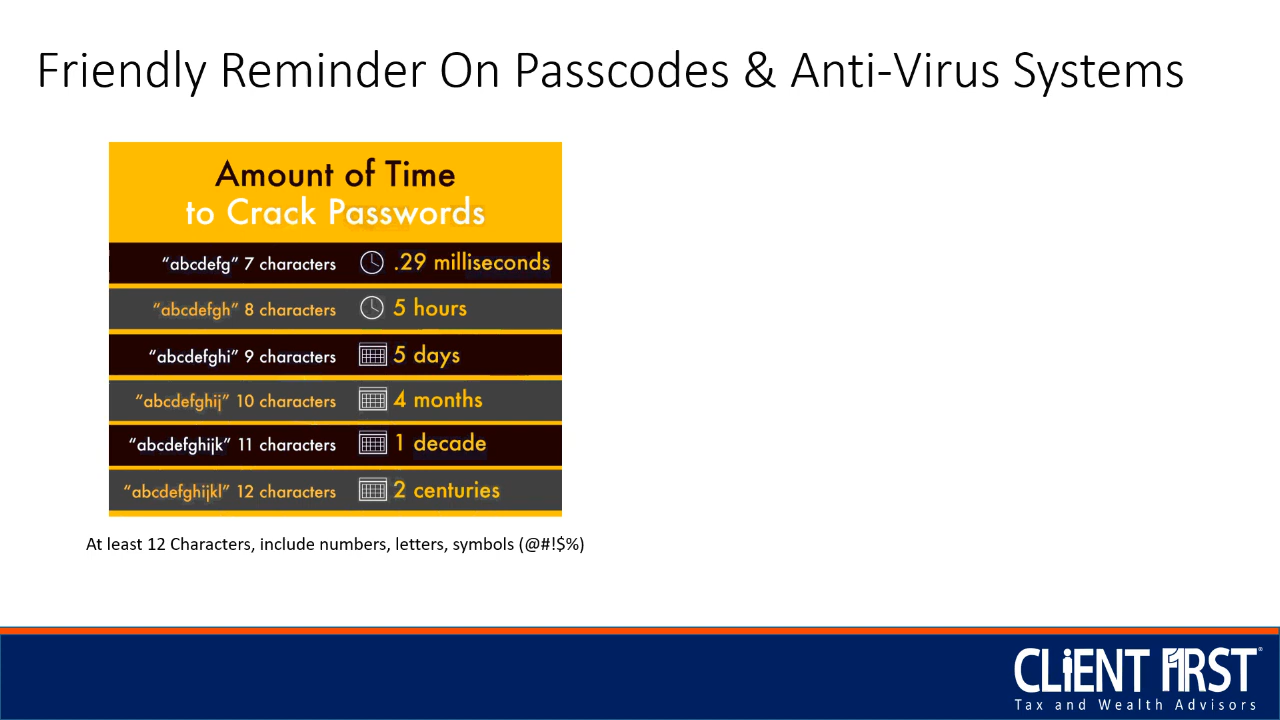 Friendly Reminder On Passcodes & Anti-Virus Systems
Amount of Time
to Crack Passwords
“abcdefg” 7 characters .29 milliseconds
“abcdefgh” 8 characters 5 hours
“abcdefghi” 9 characters 5 days
“abcdefghij” 10 characters 4 months
“abcdefghijk” 11 characters 1 decade
“abcdefghijkl” 12 characters 2 centuries
At least 12 Characters, include numbers, letters, symbols (@#!$%)
CLiENT FIRST®
Tax and Wealth Advisors